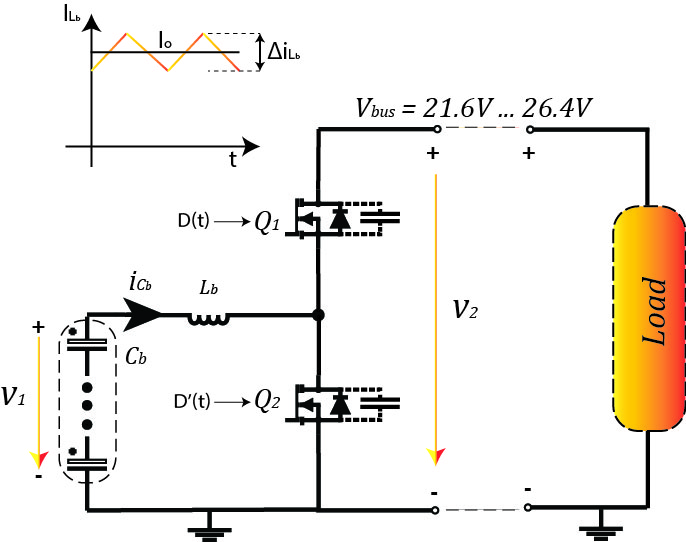 I_Lb
I_o
Δi_Lb
t
V_bus = 21.6V ... 26.4V
+
+
D(t) Q_1
i_Cb
L_b
+
C_b
v_1
v_2
Load
D'(t) Q_2
-
-
-